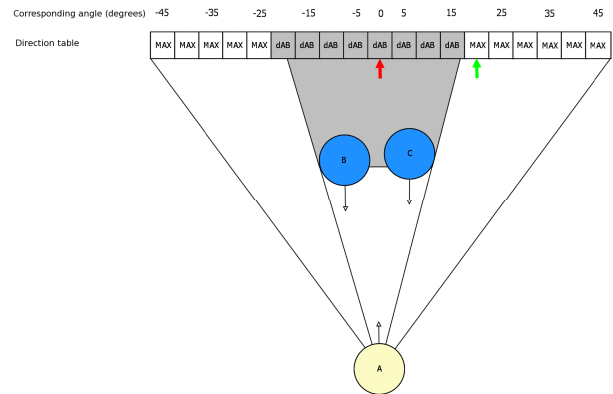 Corresponding angle (degrees) -45 -35 -25 -15 -5 0 5 15 25 35 45
Direction table MAX MAX MAX MAX MAX dAB dAB dAB dAB dAB dAB dAB dAB MAX MAX MAX MAX MAX MAX
B C
A